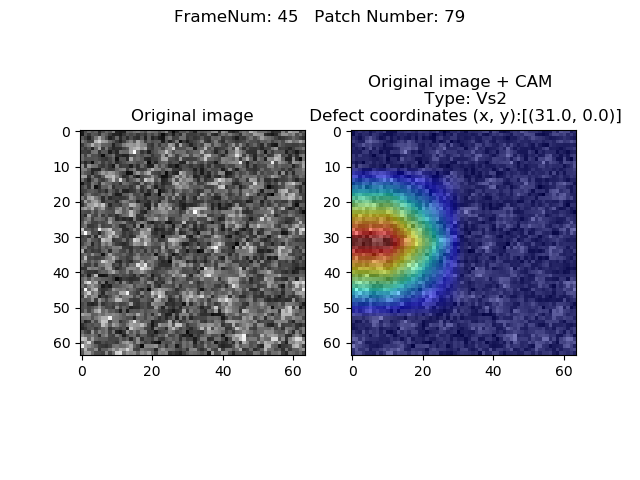 FrameNum: 45   Patch Number: 79
Original image
Original image + CAM
Type: Vs2
Defect coordinates (x, y):[(31.0, 0.0)]
0
10
20
30
40
50
60
0 20 40 60
0
10
20
30
40
50
60
0 20 40 60